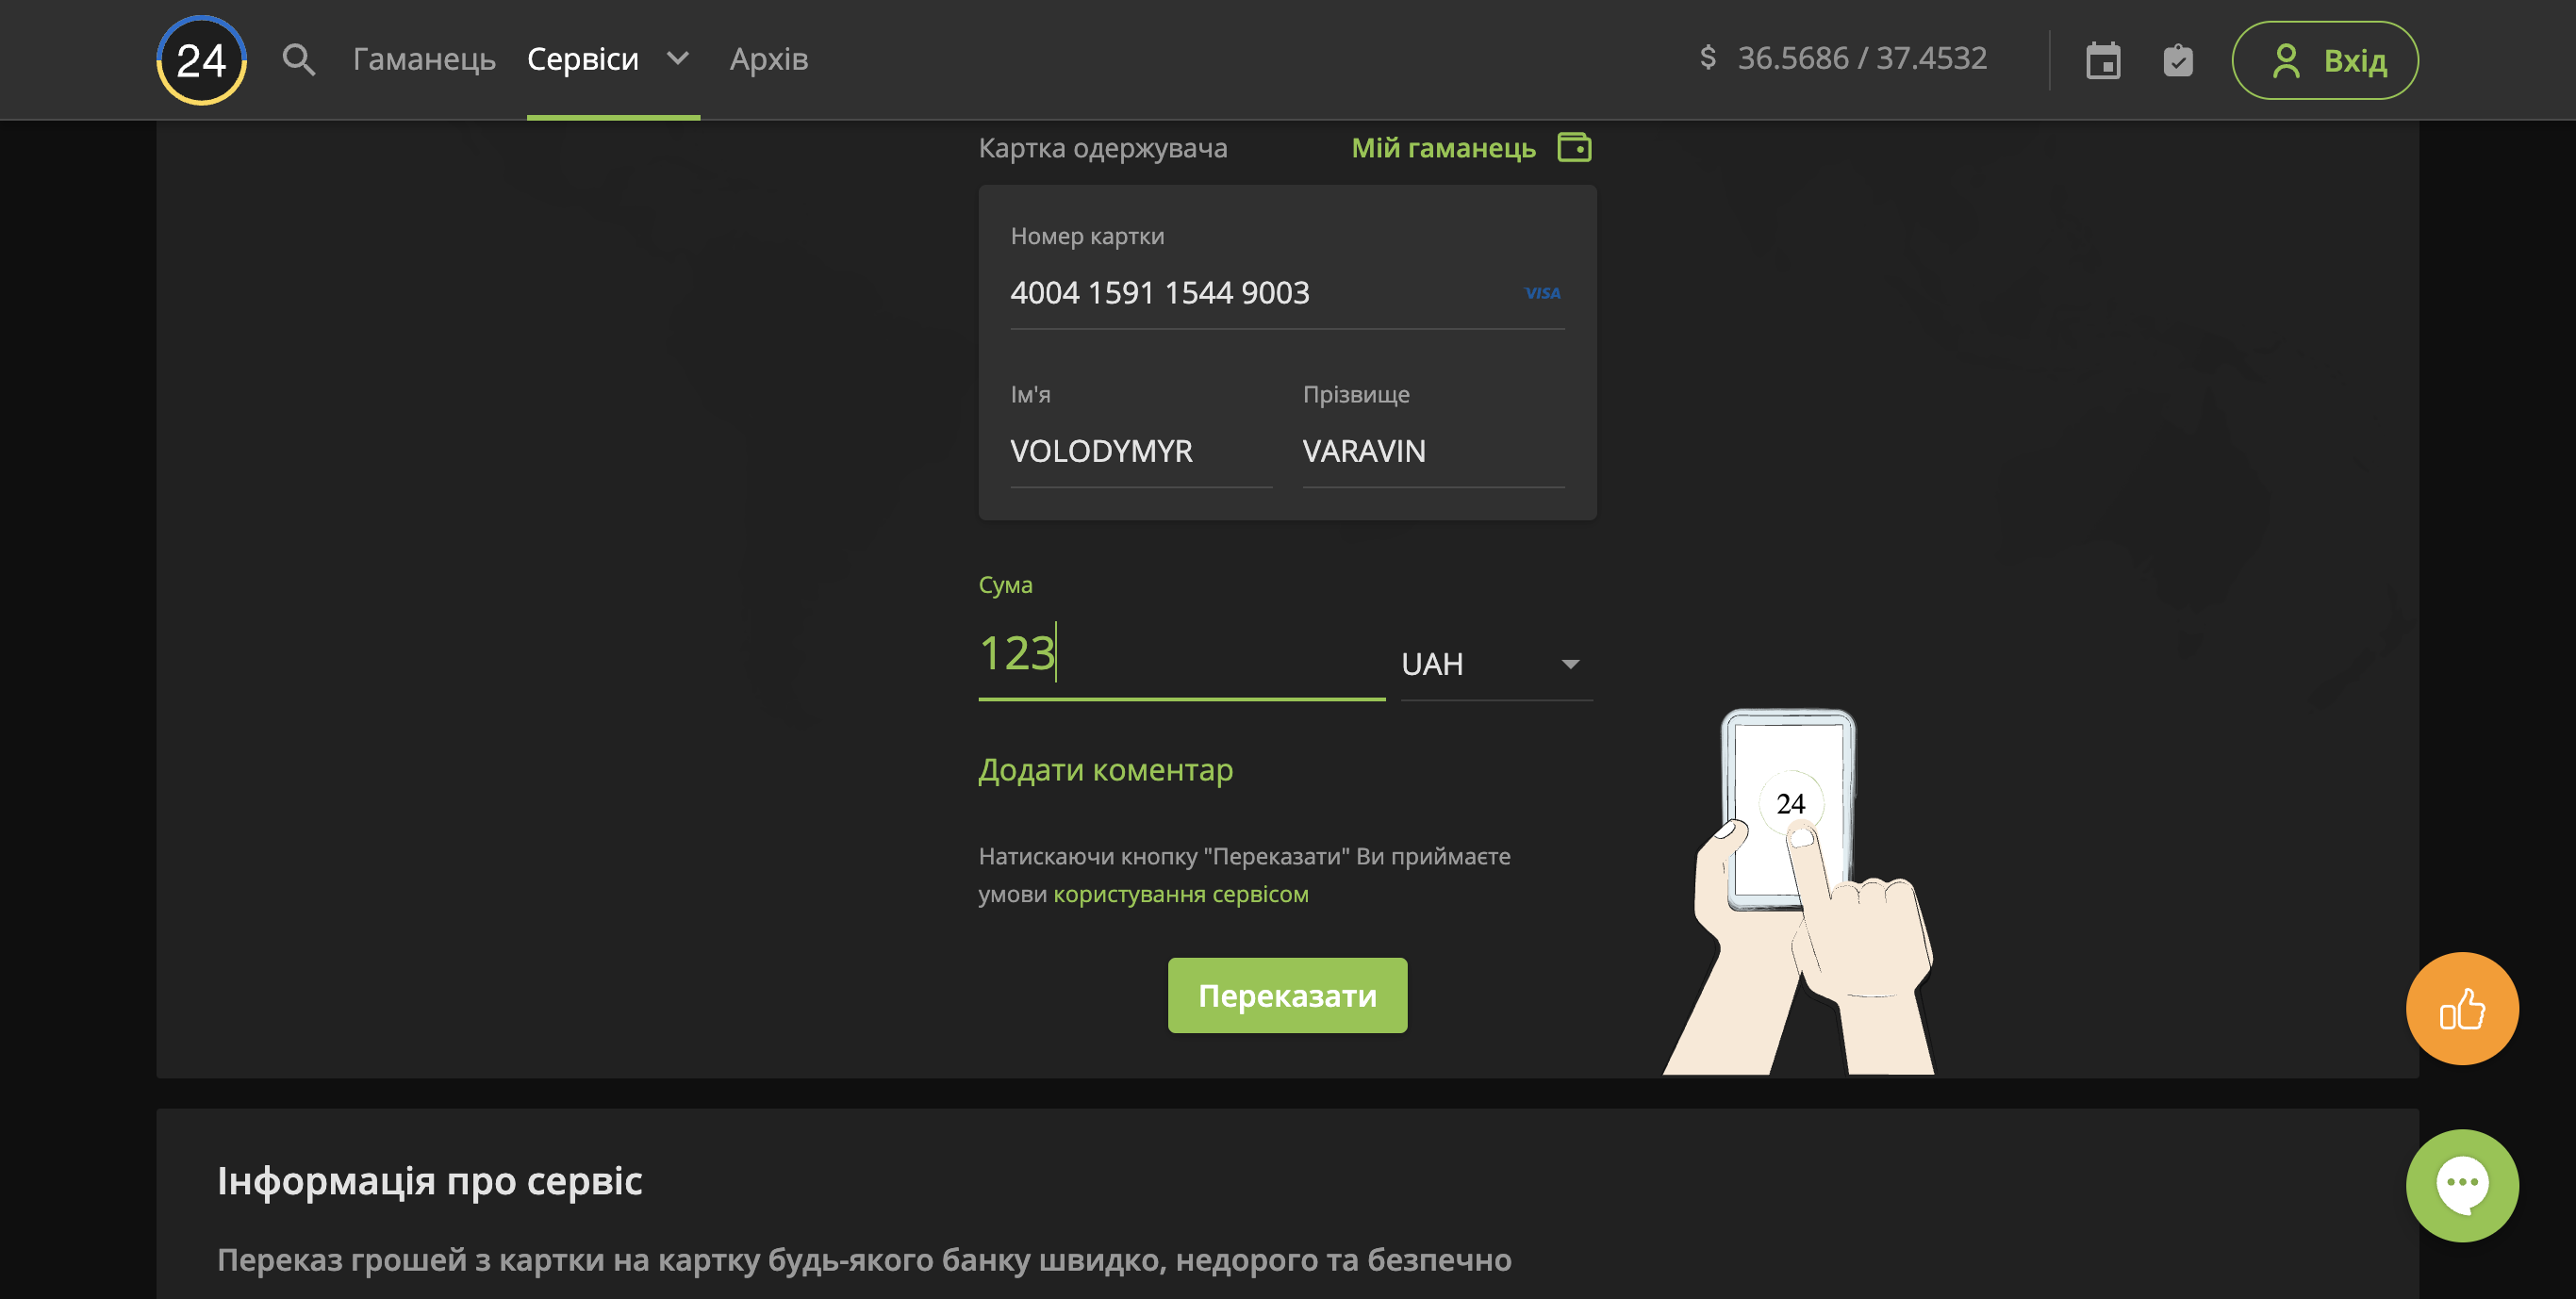 24 Гаманець Сервіси Архів $ 36.5686 / 37.4532 Вхід
Картка одержувача Мій гаманець
Номер картки
4004 1591 1544 9003 VISA
Ім'я Прізвище
VOLODYMYR VARAVIN
Сума
123 UAH
Додати коментар
24
Натискаючи кнопку "Переказати" Ви приймаєте
умови користування сервісом
Переказати
Інформація про сервіс
Переказ грошей з картки на картку будь-якого банку швидко, недорого та безпечно